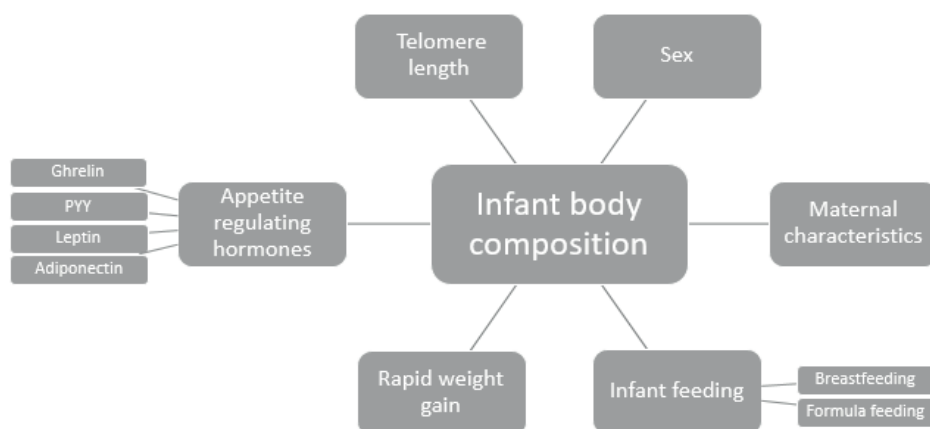 Telomere
length
Sex
Ghrelin
PYY
Leptin
Adiponectin
Appetite
regulating
hormones
Infant body
composition
Maternal
characteristics
Rapid weight
gain
Infant feeding
Breastfeeding
Formula feeding